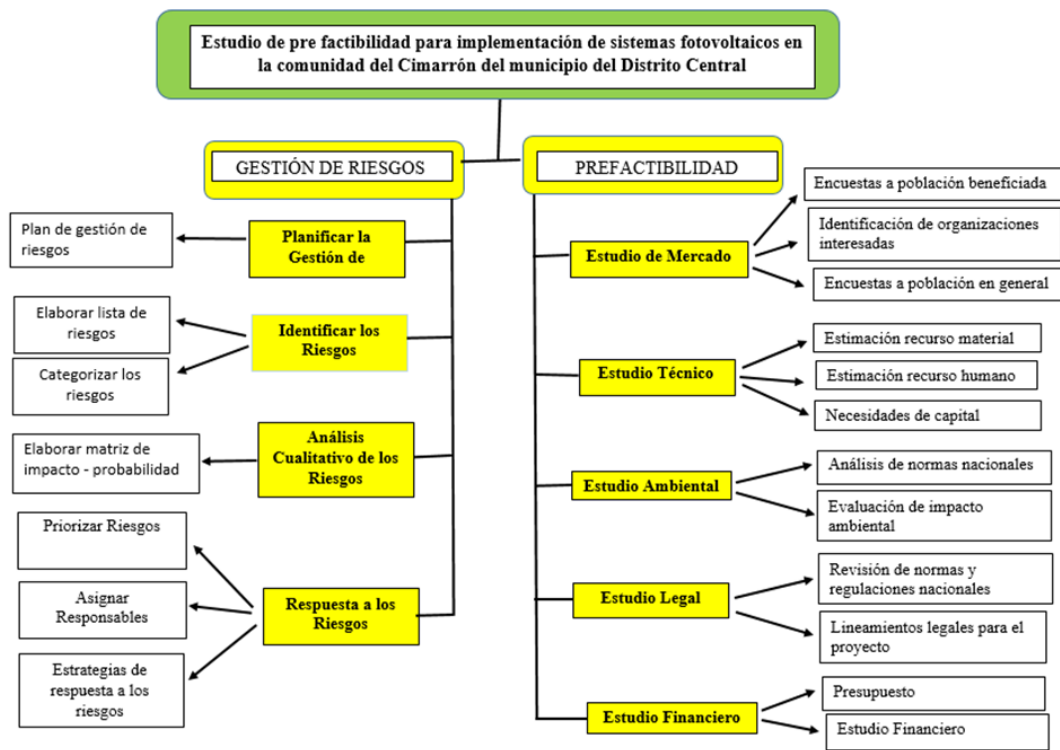 Estudio de pre factibilidad para implementación de sistemas fotovoltaicos en
la comunidad del Cimarrón del municipio del Distrito Central
GESTIÓN DE RIESGOS
Planificar la
Gestión de
Plan de gestión de
riesgos
Identificar los
Riesgos
Elaborar lista de
riesgos
Categorizar los
riesgos
Análisis
Cualitativo de los
Riesgos
Elaborar matriz de
impacto - probabilidad
Respuesta a los
Riesgos
Priorizar Riesgos
Asignar
Responsables
Estrategias de
respuesta a los
riesgos
PREFACTIBILIDAD
Estudio de Mercado
Encuestas a población beneficiada
Identificación de organizaciones
interesadas
Encuestas a población en general
Estudio Técnico
Estimación recurso material
Estimación recurso humano
Necesidades de capital
Estudio Ambiental
Análisis de normas nacionales
Evaluación de impacto
ambiental
Estudio Legal
Revisión de normas y
regulaciones nacionales
Lineamientos legales para el
proyecto
Estudio Financiero
Presupuesto
Estudio Financiero